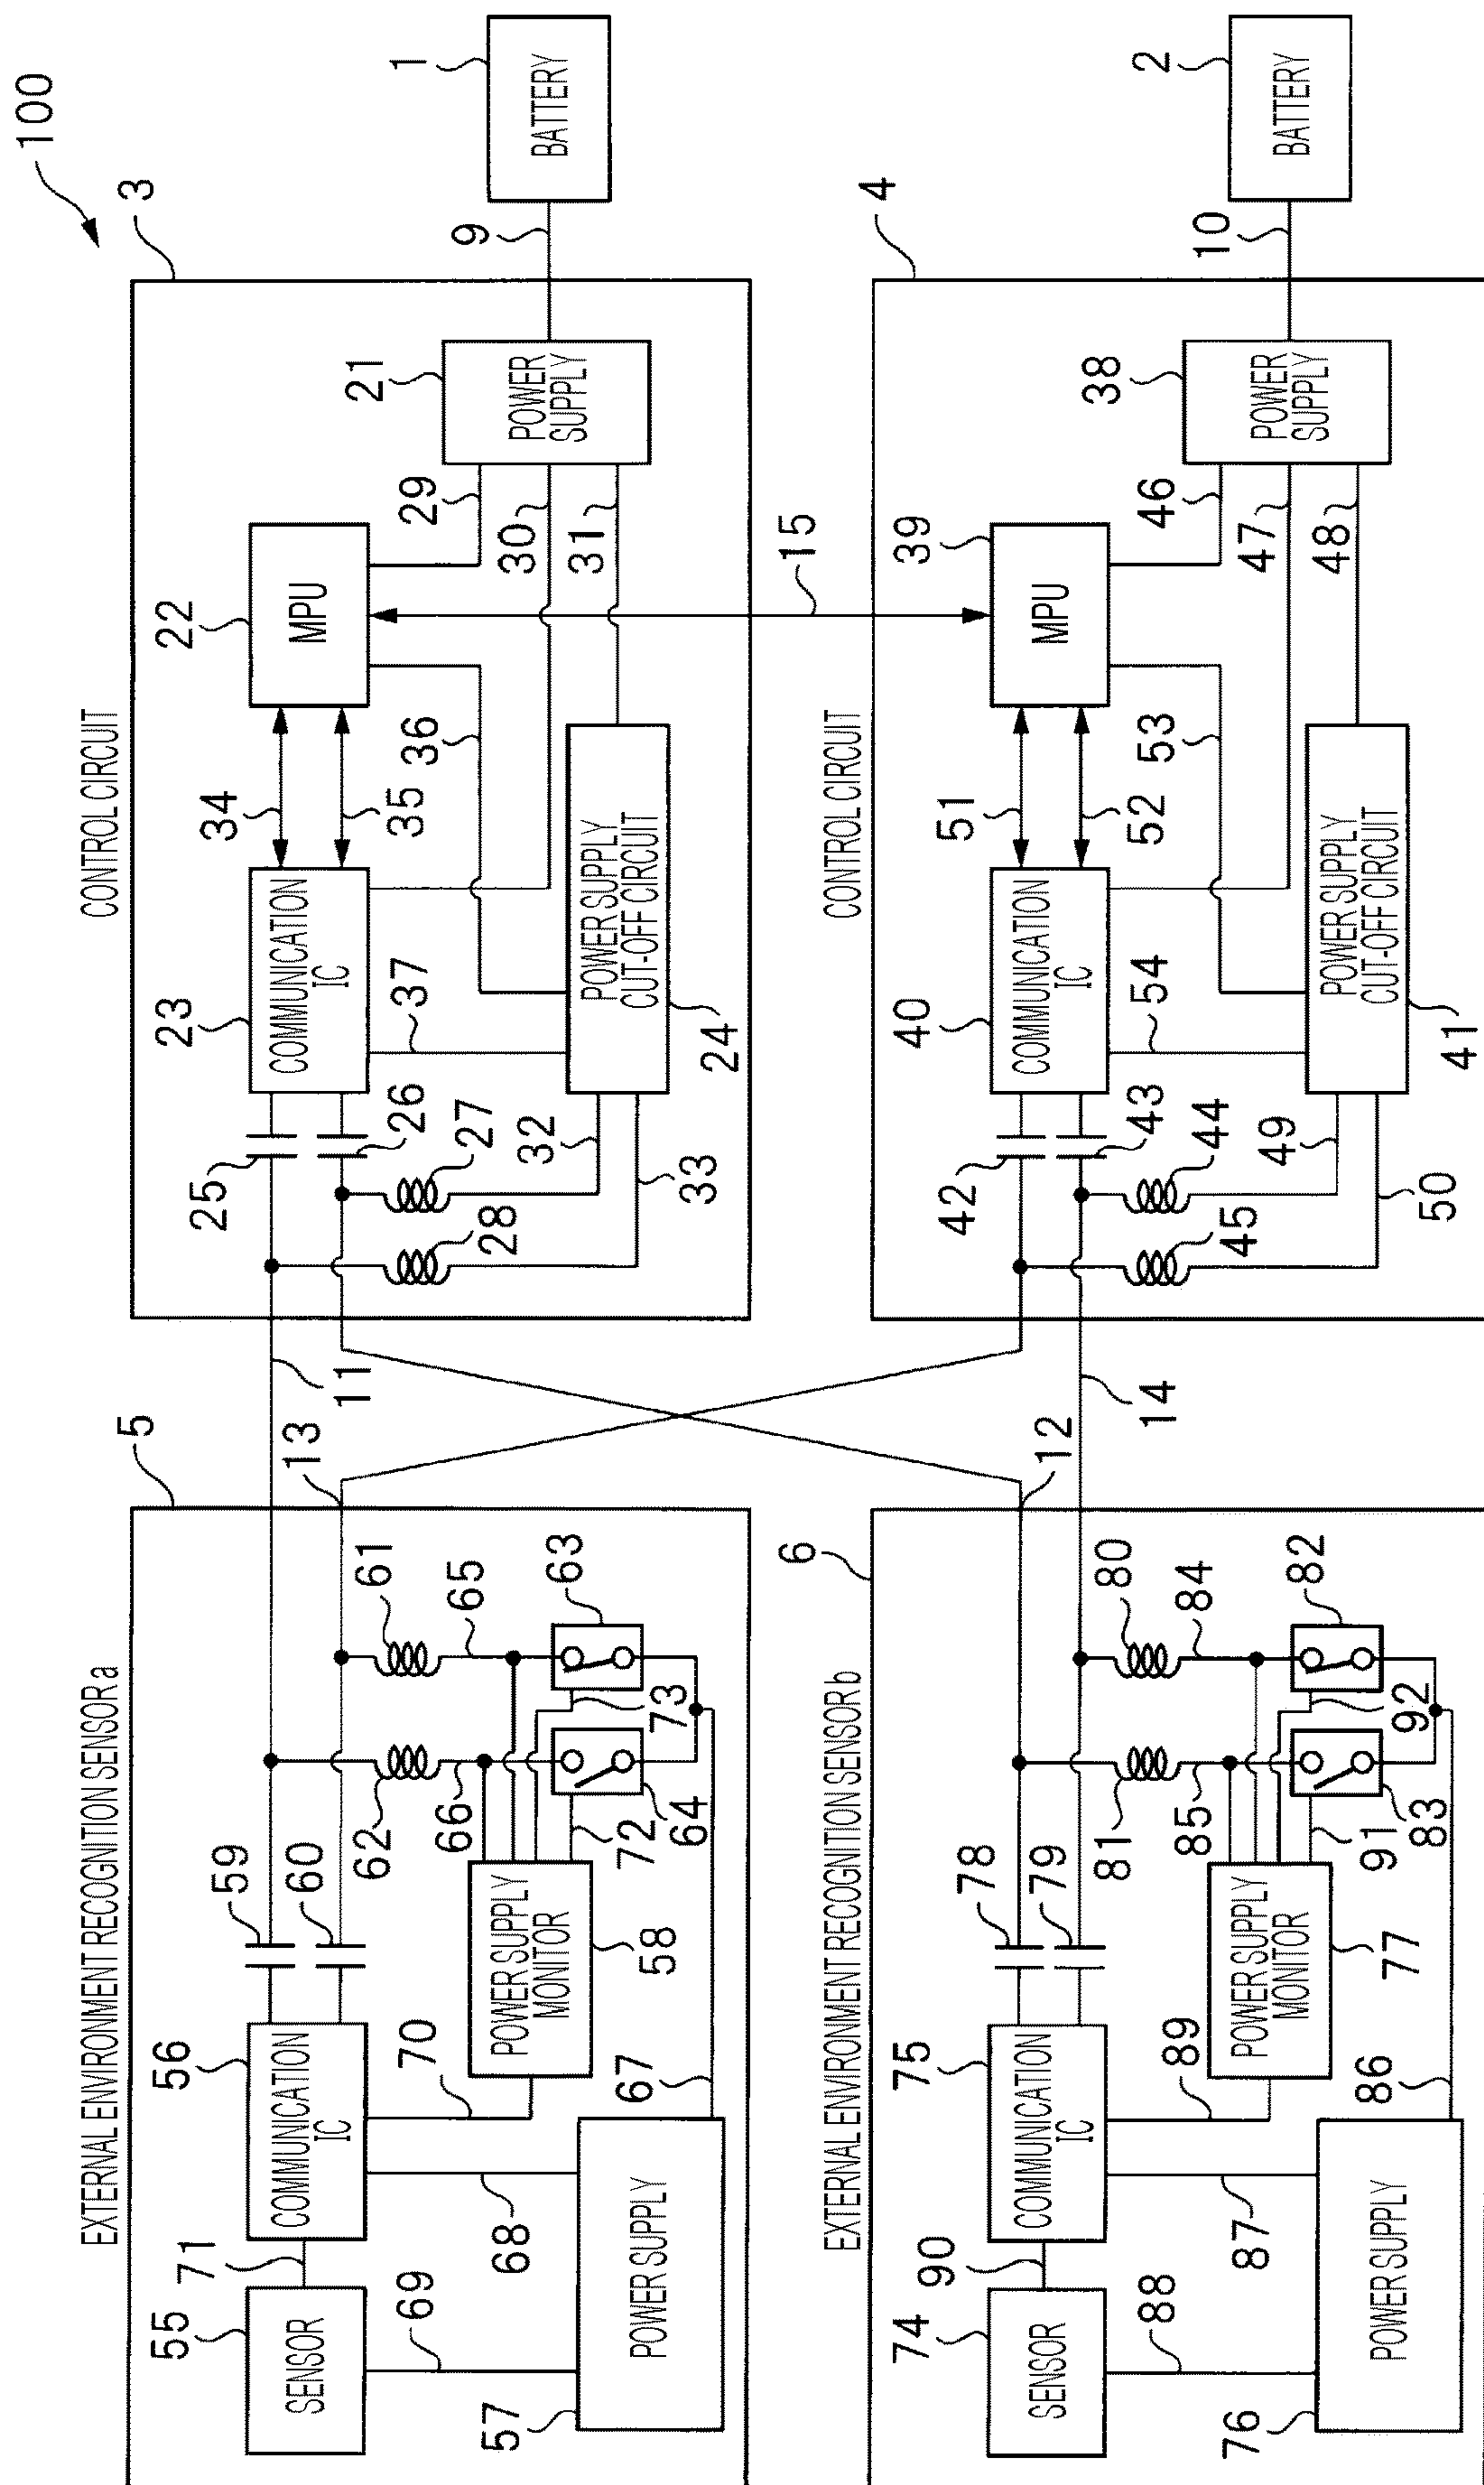 100
EXTERNAL ENVIRONMENT RECOGNITION SENSOR a
5
55
SENSOR
71
56
COMMUNICATION
IC
59
60
69
68
70
57
POWER SUPPLY
67
POWER SUPPLY
MONITOR
58
62
66
61
65
72
64
73
63
13
11
CONTROL CIRCUIT
3
25
26
28
27
32
33
23
COMMUNICATION
IC
37
34
35
22
MPU
36
POWER SUPPLY
CUT-OFF CIRCUIT
24
29
30
31
21
POWER
SUPPLY
9
1
BATTERY
15
EXTERNAL ENVIRONMENT RECOGNITION SENSOR b
6
74
SENSOR
90
75
COMMUNICATION
IC
78
79
88
87
89
76
POWER SUPPLY
86
POWER SUPPLY
MONITOR
77
81
85
80
84
91
83
92
82
12
14
CONTROL CIRCUIT
4
42
43
45
44
49
50
40
COMMUNICATION
IC
54
51
52
39
MPU
53
POWER SUPPLY
CUT-OFF CIRCUIT
41
46
47
48
38
POWER
SUPPLY
10
2
BATTERY